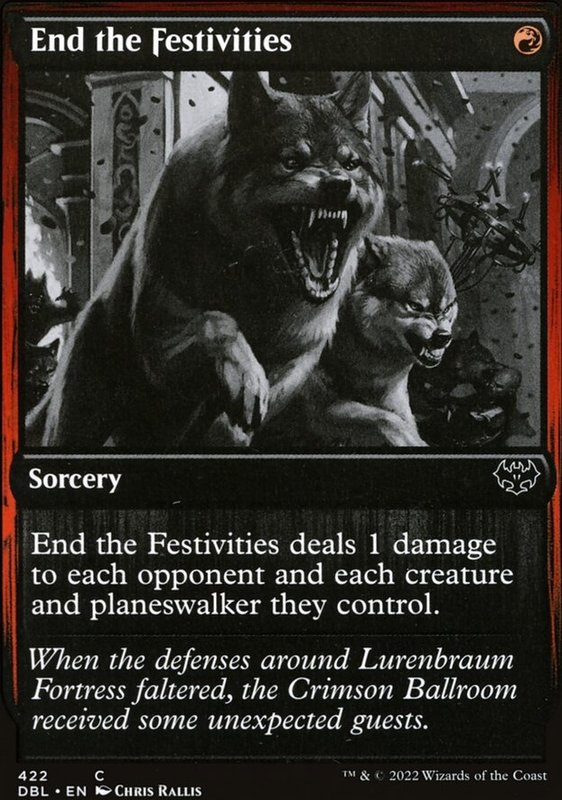 End the Festivities
Sorcery
End the Festivities deals 1 damage
to each opponent and each creature
and planeswalker they control.
When the defenses around Lurenbraum
Fortress faltered, the Crimson Ballroom
received some unexpected guests.
422 C
DBL • EN Chris Rallis
™ & © 2022 Wizards of the Coast